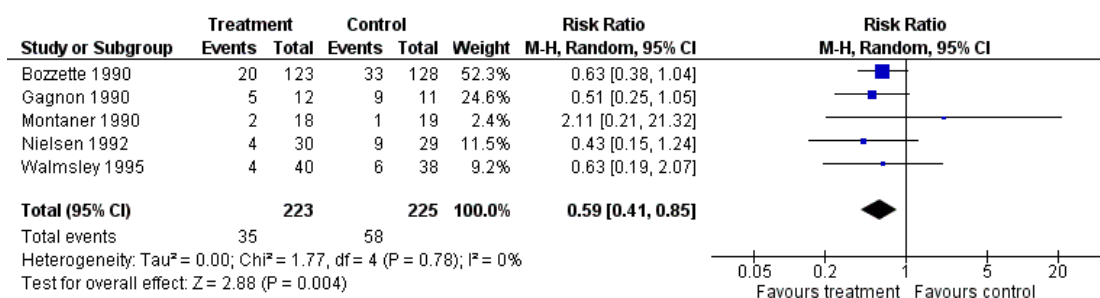 Treatment Control Risk Ratio Risk Ratio
Study or Subgroup Events Total Events Total Weight M-H, Random, 95% CI M-H, Random, 95% CI
Bozzette 1990 20 123 33 128 52.3% 0.63 [0.38, 1.04]
Gagnon 1990 5 12 9 11 24.6% 0.51 [0.25, 1.05]
Montaner 1990 2 18 1 19 2.4% 2.11 [0.21, 21.32]
Nielsen 1992 4 30 9 29 11.5% 0.43 [0.15, 1.24]
Walmsley 1995 4 40 6 38 9.2% 0.63 [0.19, 2.07]
Total (95% CI) 223 225 100.0% 0.59 [0.41, 0.85]
Total events 35 58
Heterogeneity: Tau² = 0.00; Chi² = 1.77, df = 4 (P = 0.78); I² = 0%
Test for overall effect: Z = 2.88 (P = 0.004)
0.05 0.2 1 5 20
Favours treatment Favours control